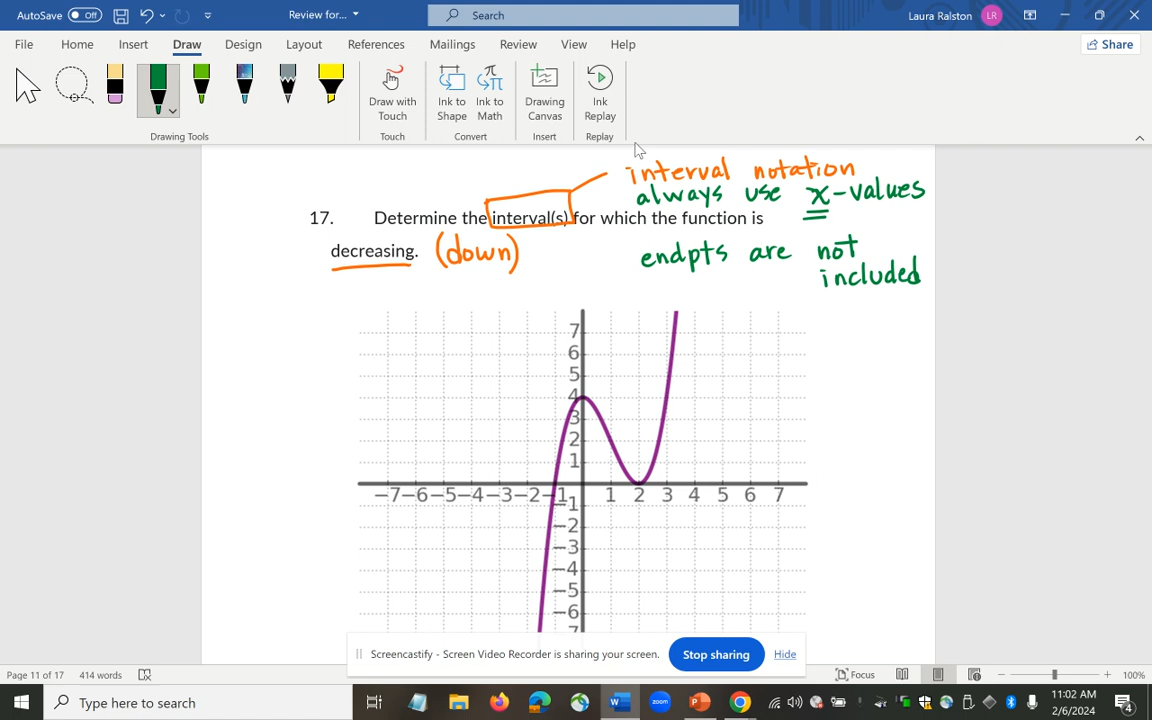 AutoSave Off Review for... Search Laura Ralston LR
File Home Insert Draw Design Layout References Mailings Review View Help Share
Draw with Touch Ink to Shape Ink to Math Drawing Canvas Ink Replay
Drawing Tools Touch Convert Insert Replay
interval notation
always use x-values
17. Determine the interval(s) for which the function is
decreasing. (down)
endpts are not
included
7
6
5
4
3
2
1
-7 -6 -5 -4 -3 -2 -1 1 2 3 4 5 6 7
-1
-2
-3
-4
-5
-6
7
Screencastify - Screen Video Recorder is sharing your screen. Stop sharing Hide
Page 11 of 17 414 words Focus 100%
Type here to search zoom 11:02 AM
2/6/2024 4